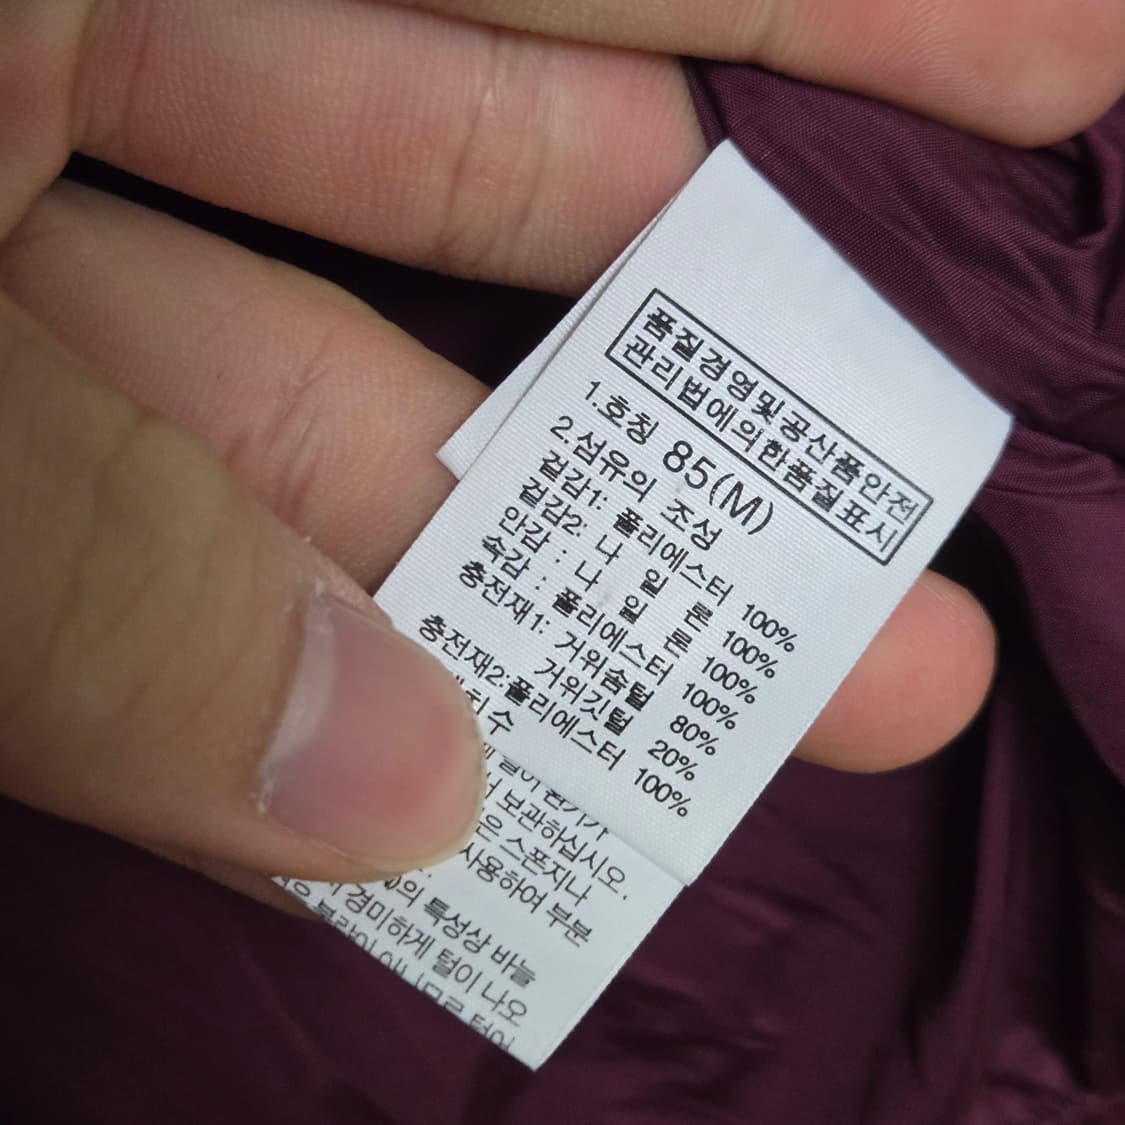 품질경영및공산품안전
관리법에의한품질표시
1.호칭 85(M)
2.섬유의 조성
겉감1: 폴리에스터 100%
겉감2: 나 일 론 100%
안감 : 나 일 론 100%
속감 : 폴리에스터 100%
충전재1: 거위솜털 80%
거위깃털 20%
충전재2:폴리에스터 100%
보관하십시오.
스폰지나
사용하여 부분
특성상 바늘
경미하게 털이 나오